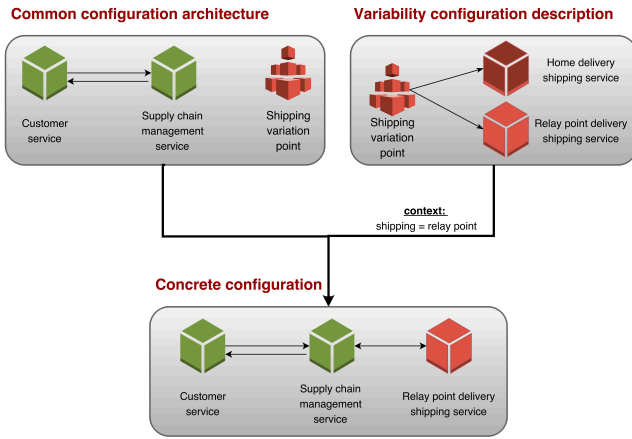 Common configuration architecture
Customer
service
Supply chain
management
service
Shipping
variation
point
Variability configuration description
Shipping
variation
point
Home delivery
shipping service
Relay point delivery
shipping service
context:
shipping = relay point
Concrete configuration
Customer
service
Supply chain
management
service
Relay point delivery
shipping service